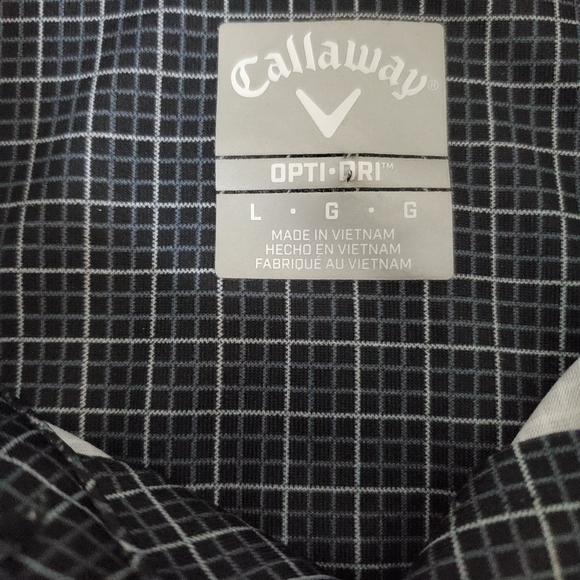 Callaway®
OPTI•DRI™
L • G • G
MADE IN VIETNAM
HECHO EN VIETNAM
FABRIQUÉ AU VIETNAM